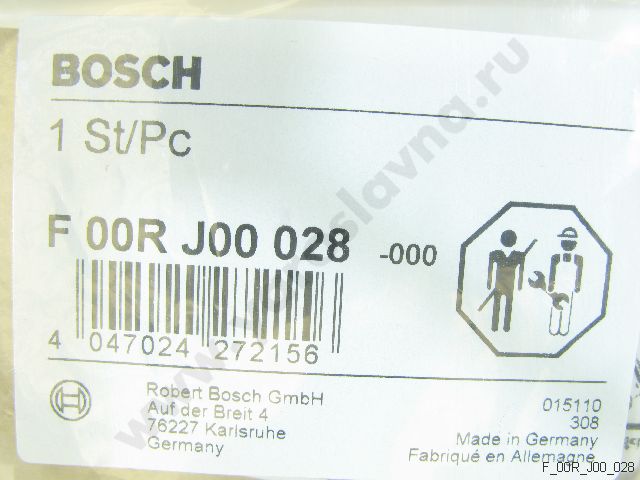 BOSCH
1 St/Pc
F 00R J00 028 -000
4 047024 272156
Robert Bosch GmbH
Auf der Breit 4
76227 Karlsruhe
Germany
015110
308
Made in Germany
Fabriqué en Allemagne
F_00R_J00_028